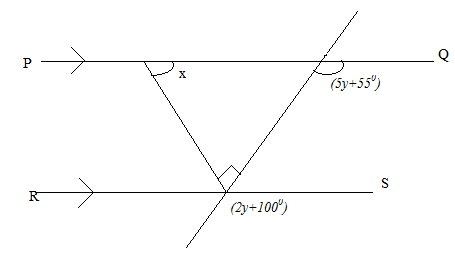 P
Q
x
(5y+55⁰)
R
S
(2y+100⁰)